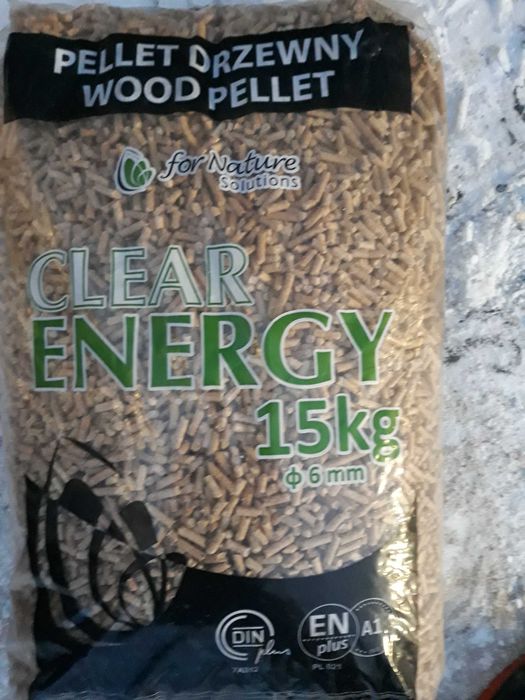 PELLET DRZEWNY
WOOD PELLET
for Nature
Solutions
CLEAR
ENERGY
15kg
ϕ 6 mm
DIN
plus
EN
plus
A1